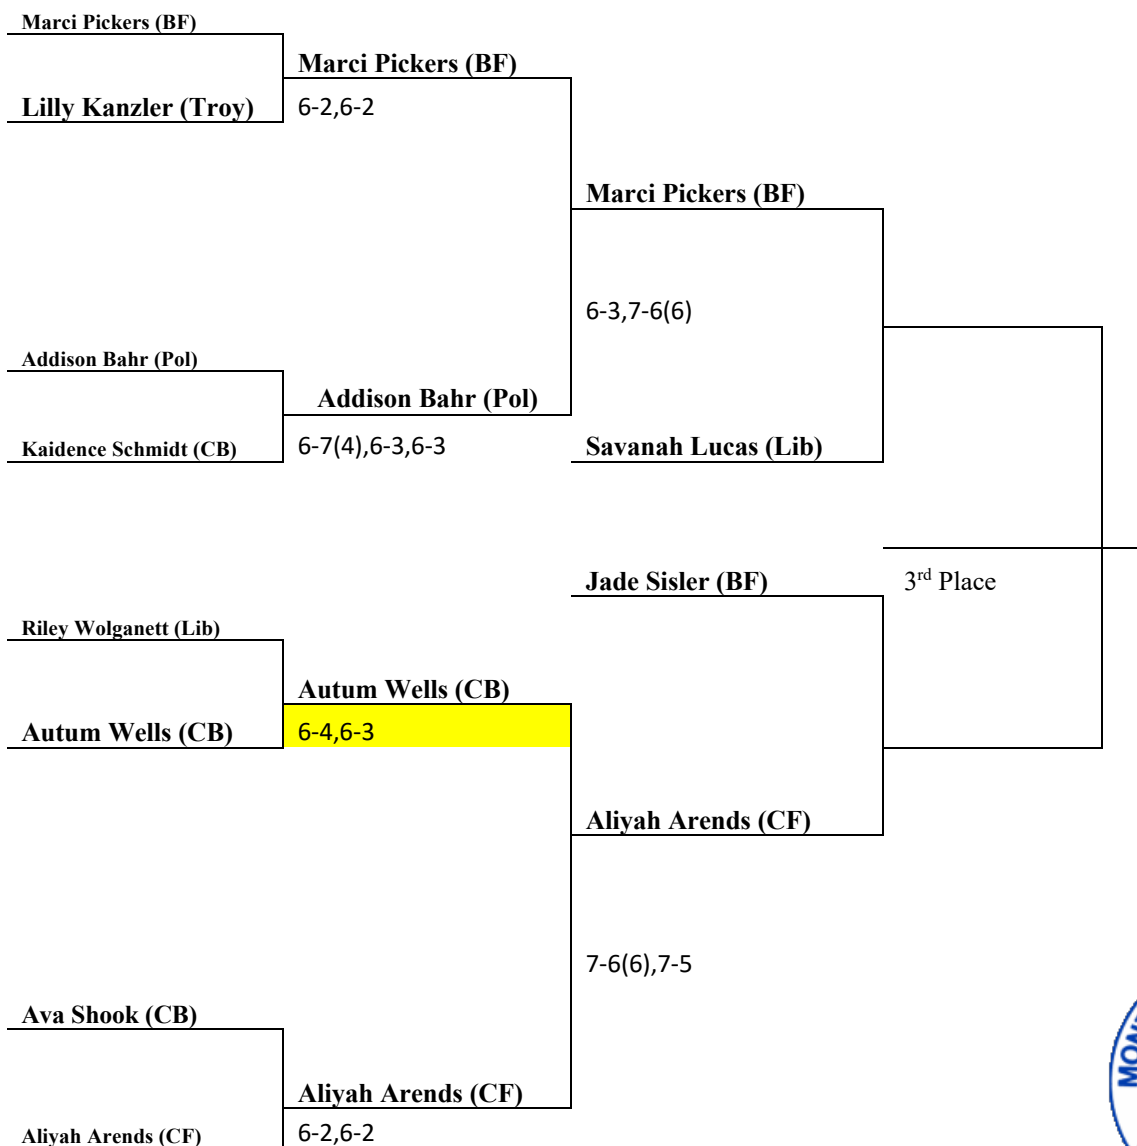 Marci Pickers (BF)
Marci Pickers (BF)
Lilly Kanzler (Troy)
6-2,6-2
Marci Pickers (BF)
6-3,7-6(6)
Addison Bahr (Pol)
Addison Bahr (Pol)
Kaidence Schmidt (CB)
6-7(4),6-3,6-3
Savanah Lucas (Lib)
Jade Sisler (BF)
3rd Place
Riley Wolganett (Lib)
Autum Wells (CB)
Autum Wells (CB)
6-4,6-3
Aliyah Arends (CF)
7-6(6),7-5
Ava Shook (CB)
Aliyah Arends (CF)
Aliyah Arends (CF)
6-2,6-2